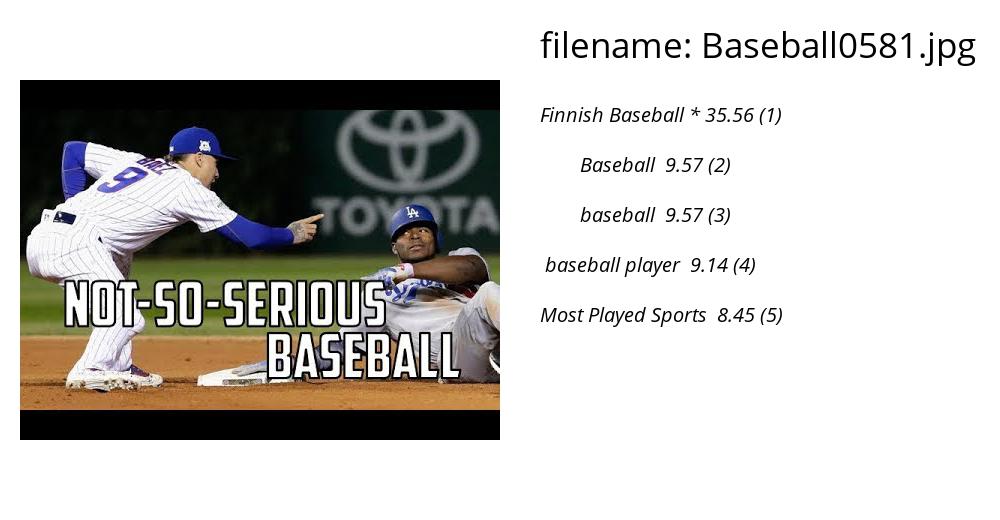 filename: Baseball0581.jpg
Finnish Baseball * 35.56 (1)
Baseball 9.57 (2)
baseball 9.57 (3)
baseball player 9.14 (4)
Most Played Sports 8.45 (5)
TOYOTA
9
LA
NOT-SO-SERIOUS
BASEBALL